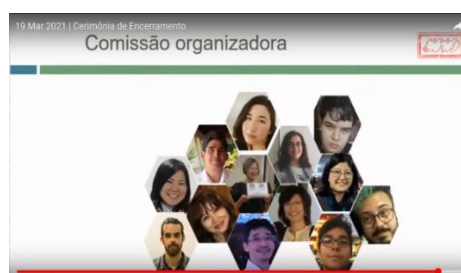 19 Mar 2021 | Cerimônia de Encerramento
Comissão organizadora